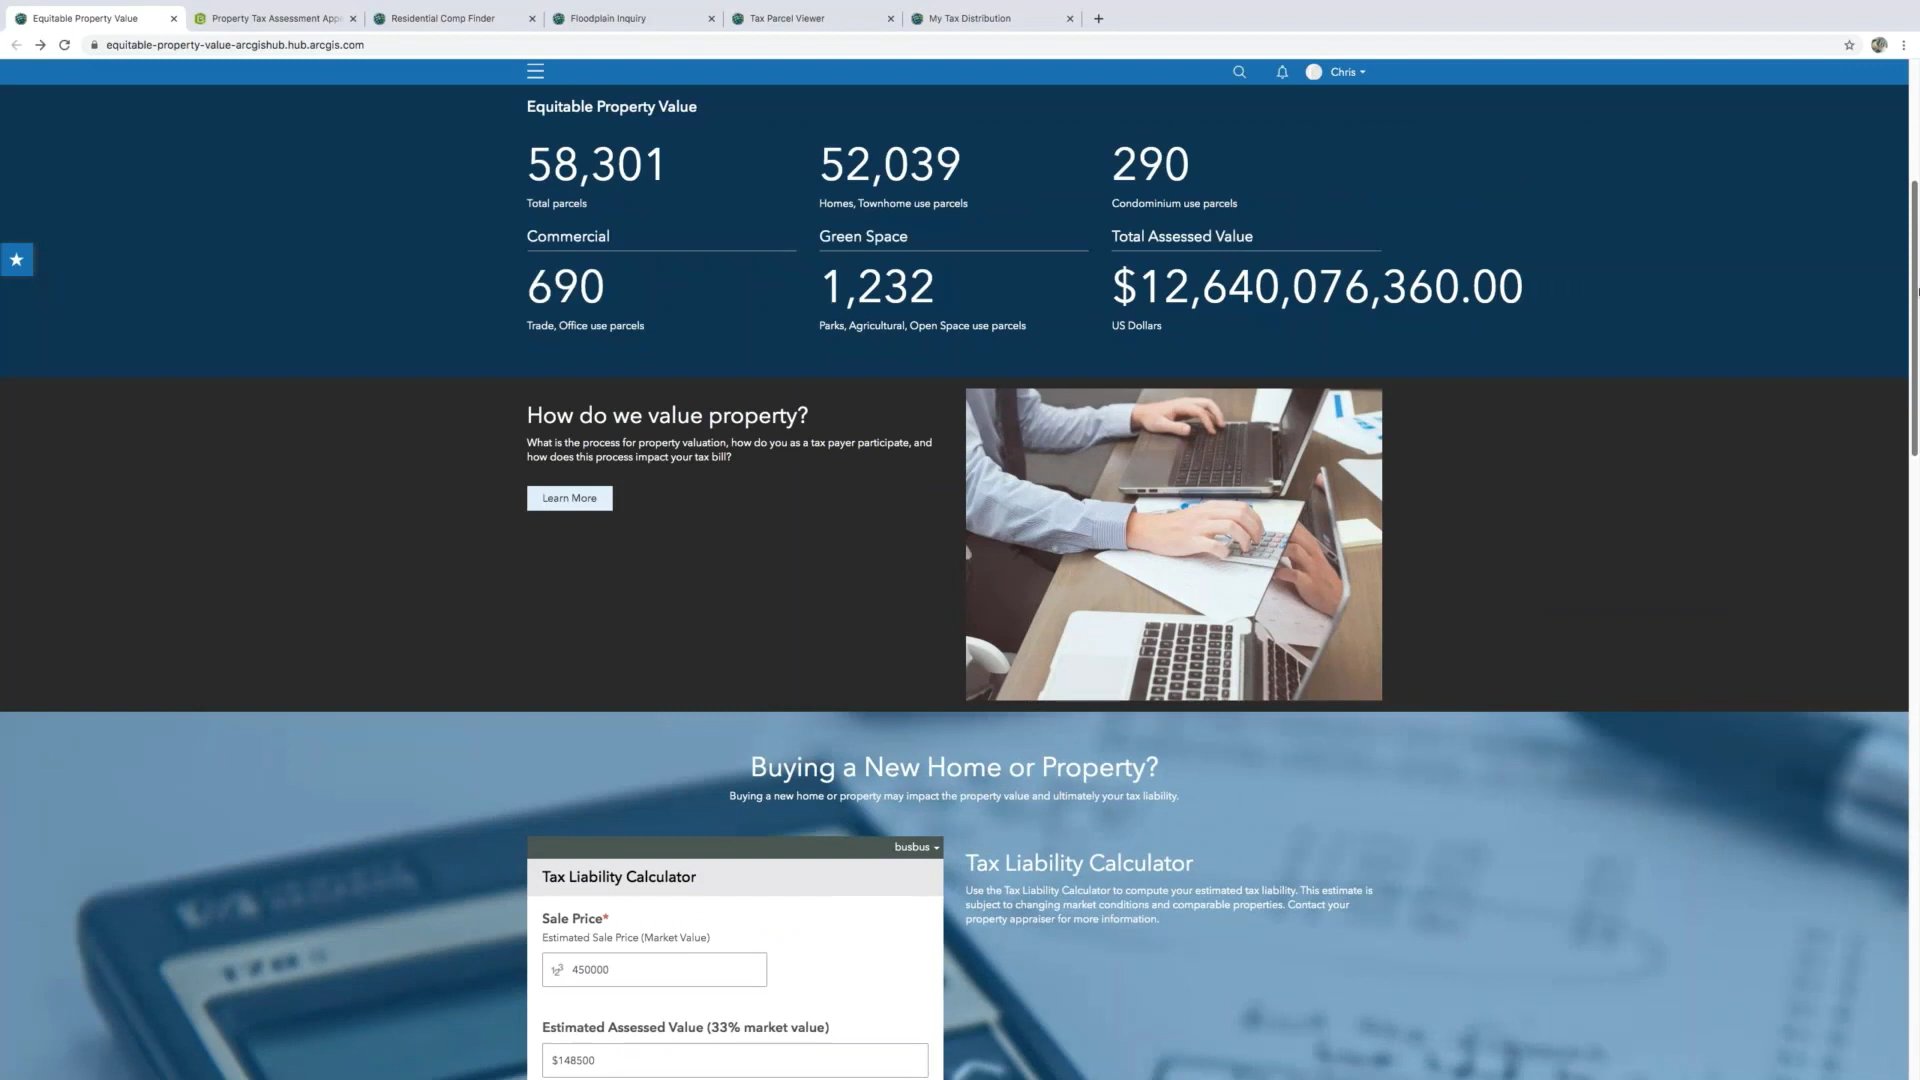 Equitable Property Value
Property Tax Assessment Appe
Residential Comp Finder
Floodplain Inquiry
Tax Parcel Viewer
My Tax Distribution
equitable-property-value-arcgishub.hub.arcgis.com
Chris
Equitable Property Value
58,301
Total parcels
52,039
Homes, Townhome use parcels
290
Condominium use parcels
Commercial
690
Trade, Office use parcels
Green Space
1,232
Parks, Agricultural, Open Space use parcels
Total Assessed Value
$12,640,076,360.00
US Dollars
How do we value property?
What is the process for property valuation, how do you as a tax payer participate, and
how does this process impact your tax bill?
Learn More
Buying a New Home or Property?
Buying a new home or property may impact the property value and ultimately your tax liability.
busbus
Tax Liability Calculator
Sale Price*
Estimated Sale Price (Market Value)
450000
Estimated Assessed Value (33% market value)
$148500
Tax Liability Calculator
Use the Tax Liability Calculator to compute your estimated tax liability. This estimate is
subject to changing market conditions and comparable properties. Contact your
property appraiser for more information.